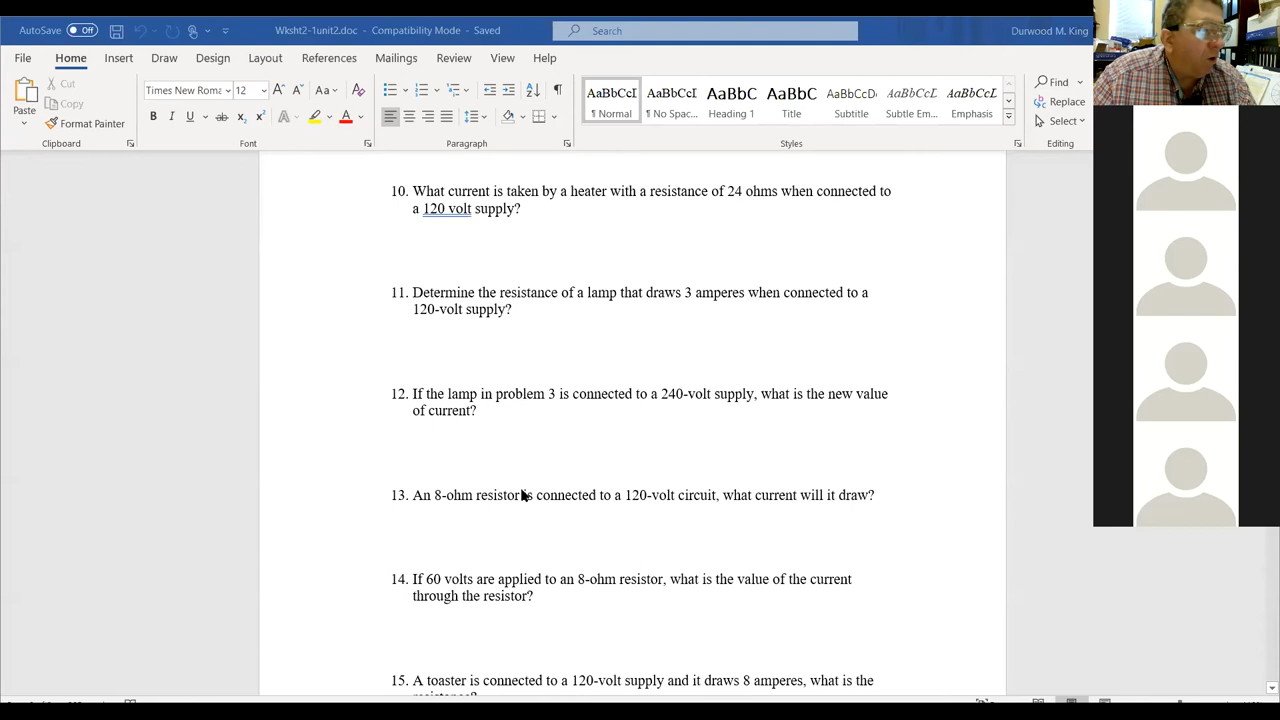 AutoSave Off
Wksht2-1unit2.doc - Compatibility Mode - Saved
Search
Durwood M. King
File Home Insert Draw Design Layout References Mailings Review View Help
Paste
Cut
Copy
Format Painter
Clipboard
Times New Roma 12
Font
Paragraph
AaBbCcI AaBbCcI AaBbC AaBbC AaBbCcD AaBbCcI AaBbCcI
¶ Normal ¶ No Spac... Heading 1 Title Subtitle Subtle Em... Emphasis
Styles
Find
Replace
Select
Editing
10. What current is taken by a heater with a resistance of 24 ohms when connected to
a 120 volt supply?
11. Determine the resistance of a lamp that draws 3 amperes when connected to a
120-volt supply?
12. If the lamp in problem 3 is connected to a 240-volt supply, what is the new value
of current?
13. An 8-ohm resistor is connected to a 120-volt circuit, what current will it draw?
14. If 60 volts are applied to an 8-ohm resistor, what is the value of the current
through the resistor?
15. A toaster is connected to a 120-volt supply and it draws 8 amperes, what is the